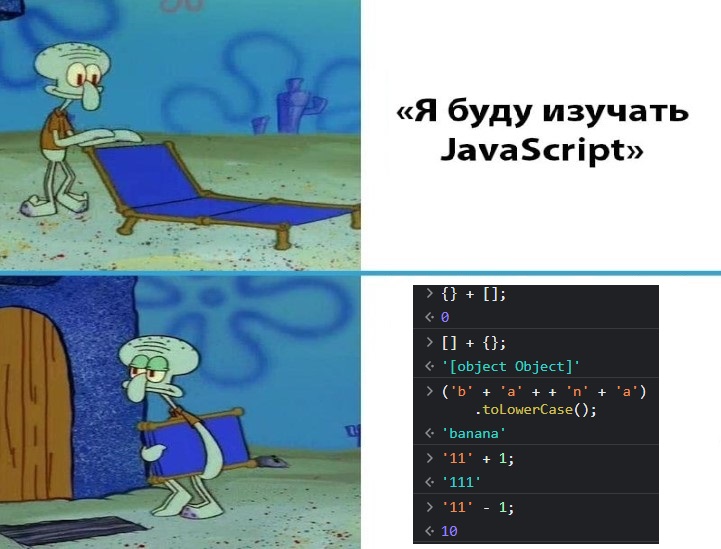 «Я буду изучать
JavaScript»
> {} + [];
<· 0
> [] + {};
<· '[object Object]'
> ('b' + 'a' + + 'n' + 'a')
.toLowerCase();
<· 'banana'
> '11' + 1;
<· '111'
> '11' - 1;
<· 10